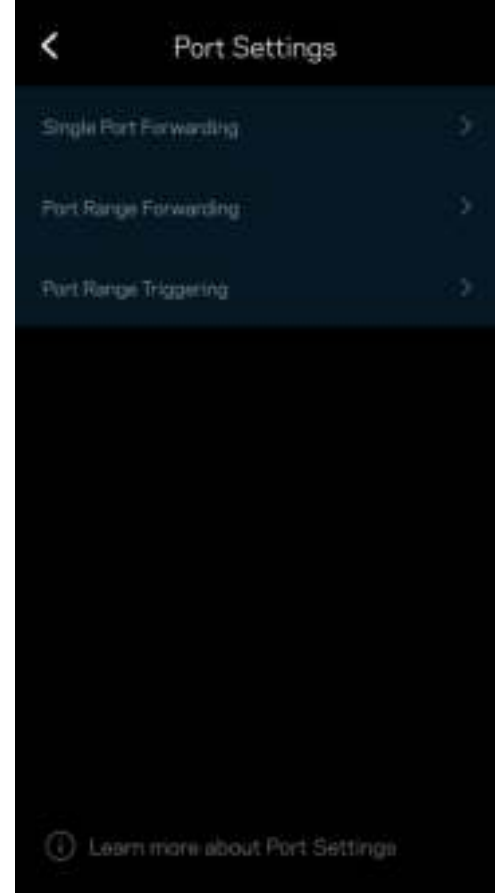 Port Settings
Single Port Forwarding
Port Range Forwarding
Port Range Triggering
Learn more about Port Settings